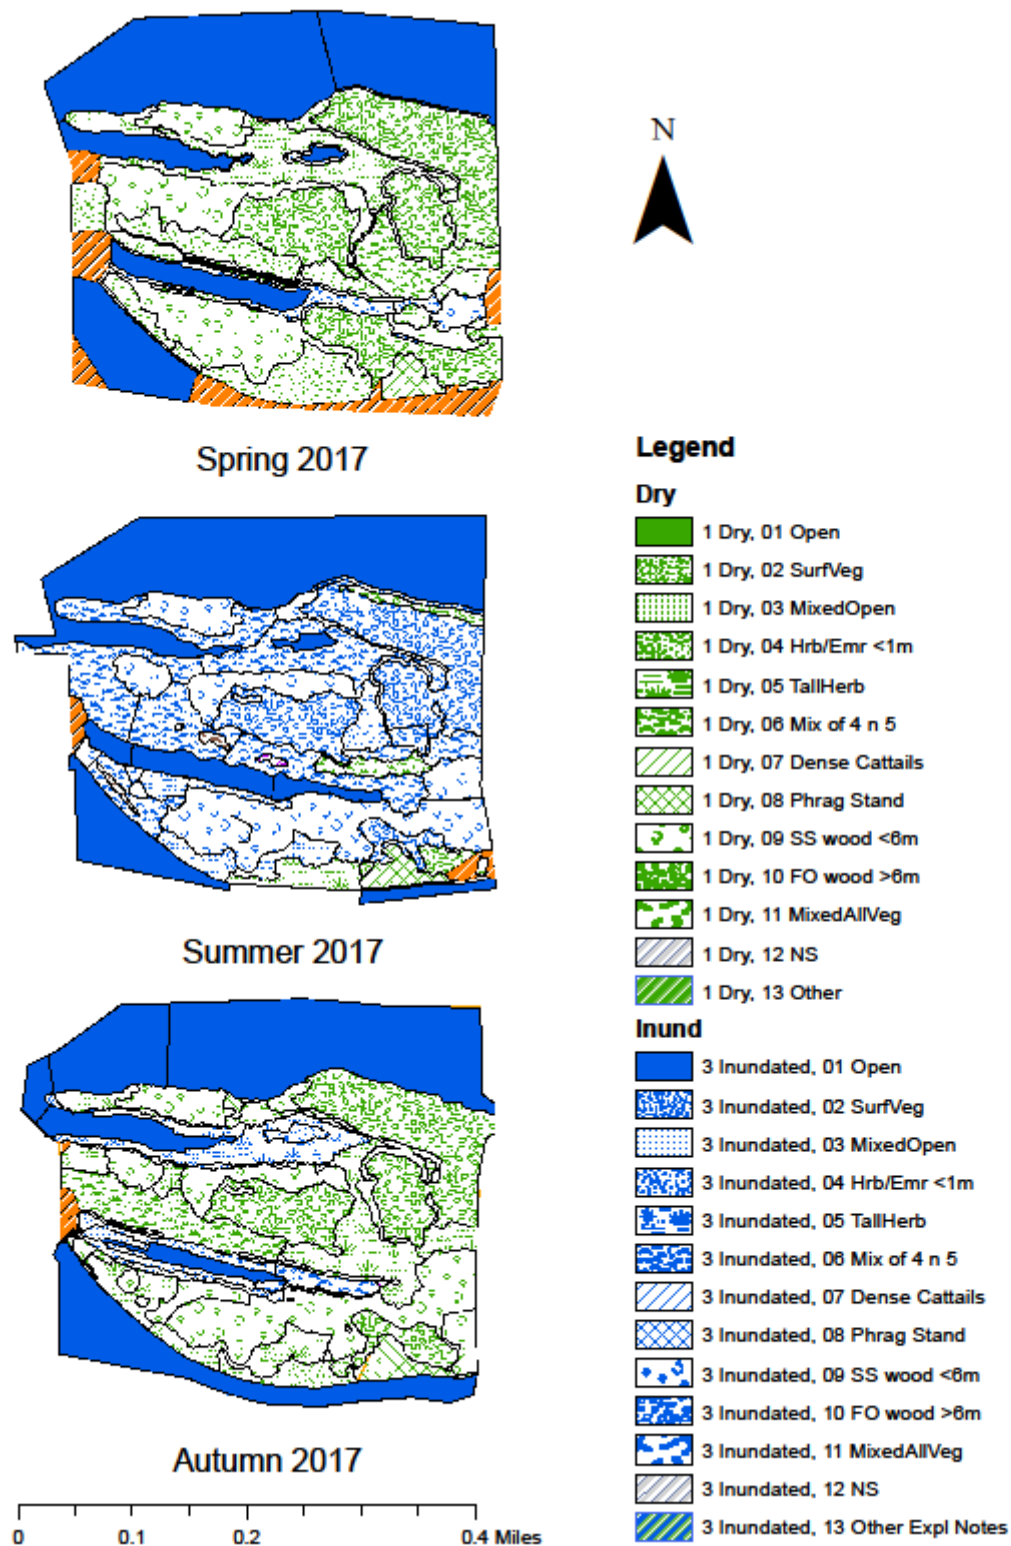 N
Spring 2017
Summer 2017
Autumn 2017
0 0.1 0.2 0.4 Miles
Legend
Dry
1 Dry, 01 Open
1 Dry, 02 SurfVeg
1 Dry, 03 MixedOpen
1 Dry, 04 Hrb/Emr <1m
1 Dry, 05 TallHerb
1 Dry, 06 Mix of 4 n 5
1 Dry, 07 Dense Cattails
1 Dry, 08 Phrag Stand
1 Dry, 09 SS wood <6m
1 Dry, 10 FO wood >6m
1 Dry, 11 MixedAllVeg
1 Dry, 12 NS
1 Dry, 13 Other
Inund
3 Inundated, 01 Open
3 Inundated, 02 SurfVeg
3 Inundated, 03 MixedOpen
3 Inundated, 04 Hrb/Emr <1m
3 Inundated, 05 TallHerb
3 Inundated, 06 Mix of 4 n 5
3 Inundated, 07 Dense Cattails
3 Inundated, 08 Phrag Stand
3 Inundated, 09 SS wood <6m
3 Inundated, 10 FO wood >6m
3 Inundated, 11 MixedAllVeg
3 Inundated, 12 NS
3 Inundated, 13 Other Expl Notes